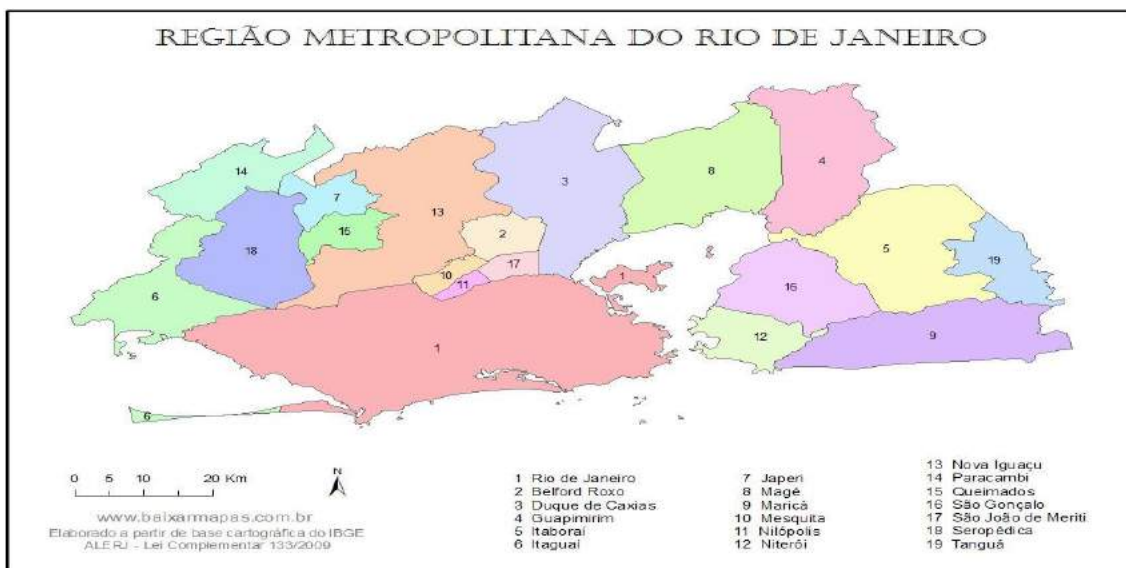 REGIÃO METROPOLITANA DO RIO DE JANEIRO
14
7
13
3
8
4
15
2
18
10
17
11
1
5
19
16
6
12
9
1
6
0 5 10 20 Km
N
www.baixarmapas.com.br
Elaborado a partir de base cartográfica do IBGE
ALERJ - Lei Complementar 133/2009
1 Rio de Janeiro
2 Belford Roxo
3 Duque de Caxias
4 Guapimirim
5 Itaboraí
6 Itaguaí
7 Japeri
8 Magé
9 Maricá
10 Mesquita
11 Nilópolis
12 Niterói
13 Nova Iguaçu
14 Paracambi
15 Queimados
16 São Gonçalo
17 São João de Meriti
18 Seropédica
19 Tanguá